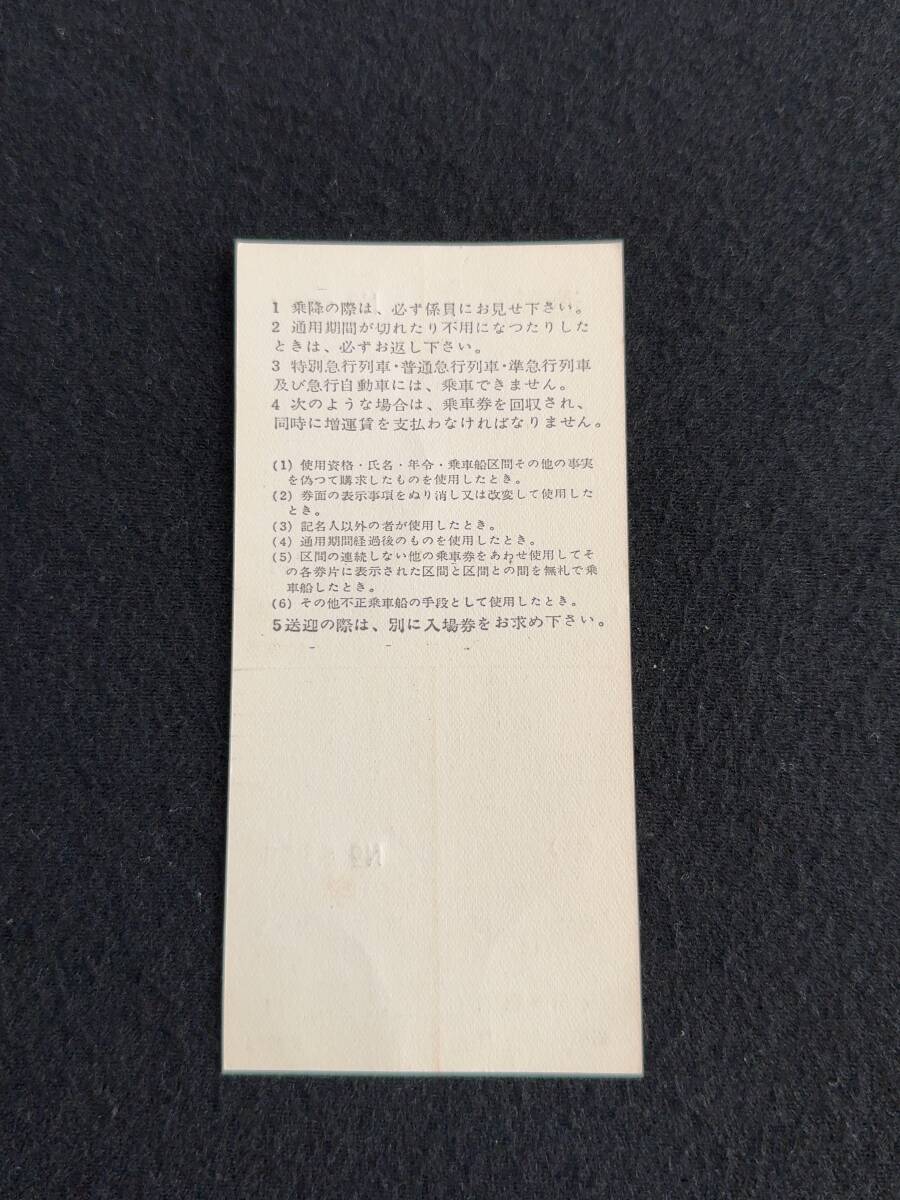 1 乗降の際は、必ず係員にお見せ下さい。
2 通用期間が切れたり不用になつたりした
ときは、必ずお返し下さい。
3 特別急行列車・普通急行列車・準急行列車
及び急行自動車には、乗車できません。
4 次のような場合は、乗車券を回収され、
同時に増運賃を支払わなければなりません。
(1) 使用資格・氏名・年令・乗車船区間その他の事実
を偽つて購求したものを使用したとき。
(2) 券面の表示事項をぬり消し又は改変して使用した
とき。
(3) 記名人以外の者が使用したとき。
(4) 通用期間経過後のものを使用したとき。
(5) 区間の連続しない他の乗車券をあわせ使用してそ
の各券片に表示された区間と区間との間を無札で乗
車船したとき。
(6) その他不正乗車船の手段として使用したとき。
5 送迎の際は、別に入場券をお求め下さい。